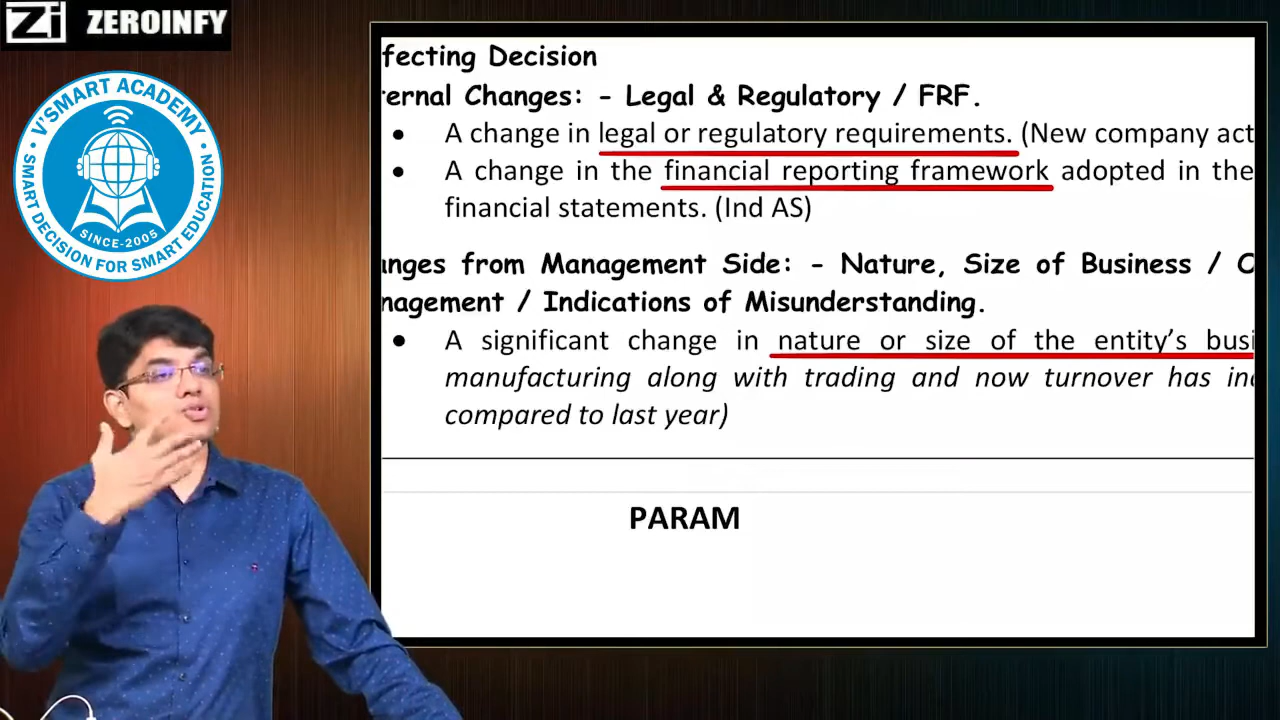 Zi ZEROINFY
V'SMART ACADEMY
SINCE-2005
SMART DECISION FOR SMART EDUCATIION
fecting Decision
ernal Changes: - Legal & Regulatory / FRF.
• A change in legal or regulatory requirements. (New company act
• A change in the financial reporting framework adopted in the
financial statements. (Ind AS)
anges from Management Side: - Nature, Size of Business / O
nagement / Indications of Misunderstanding.
• A significant change in nature or size of the entity's busi
manufacturing along with trading and now turnover has in
compared to last year)
PARAM